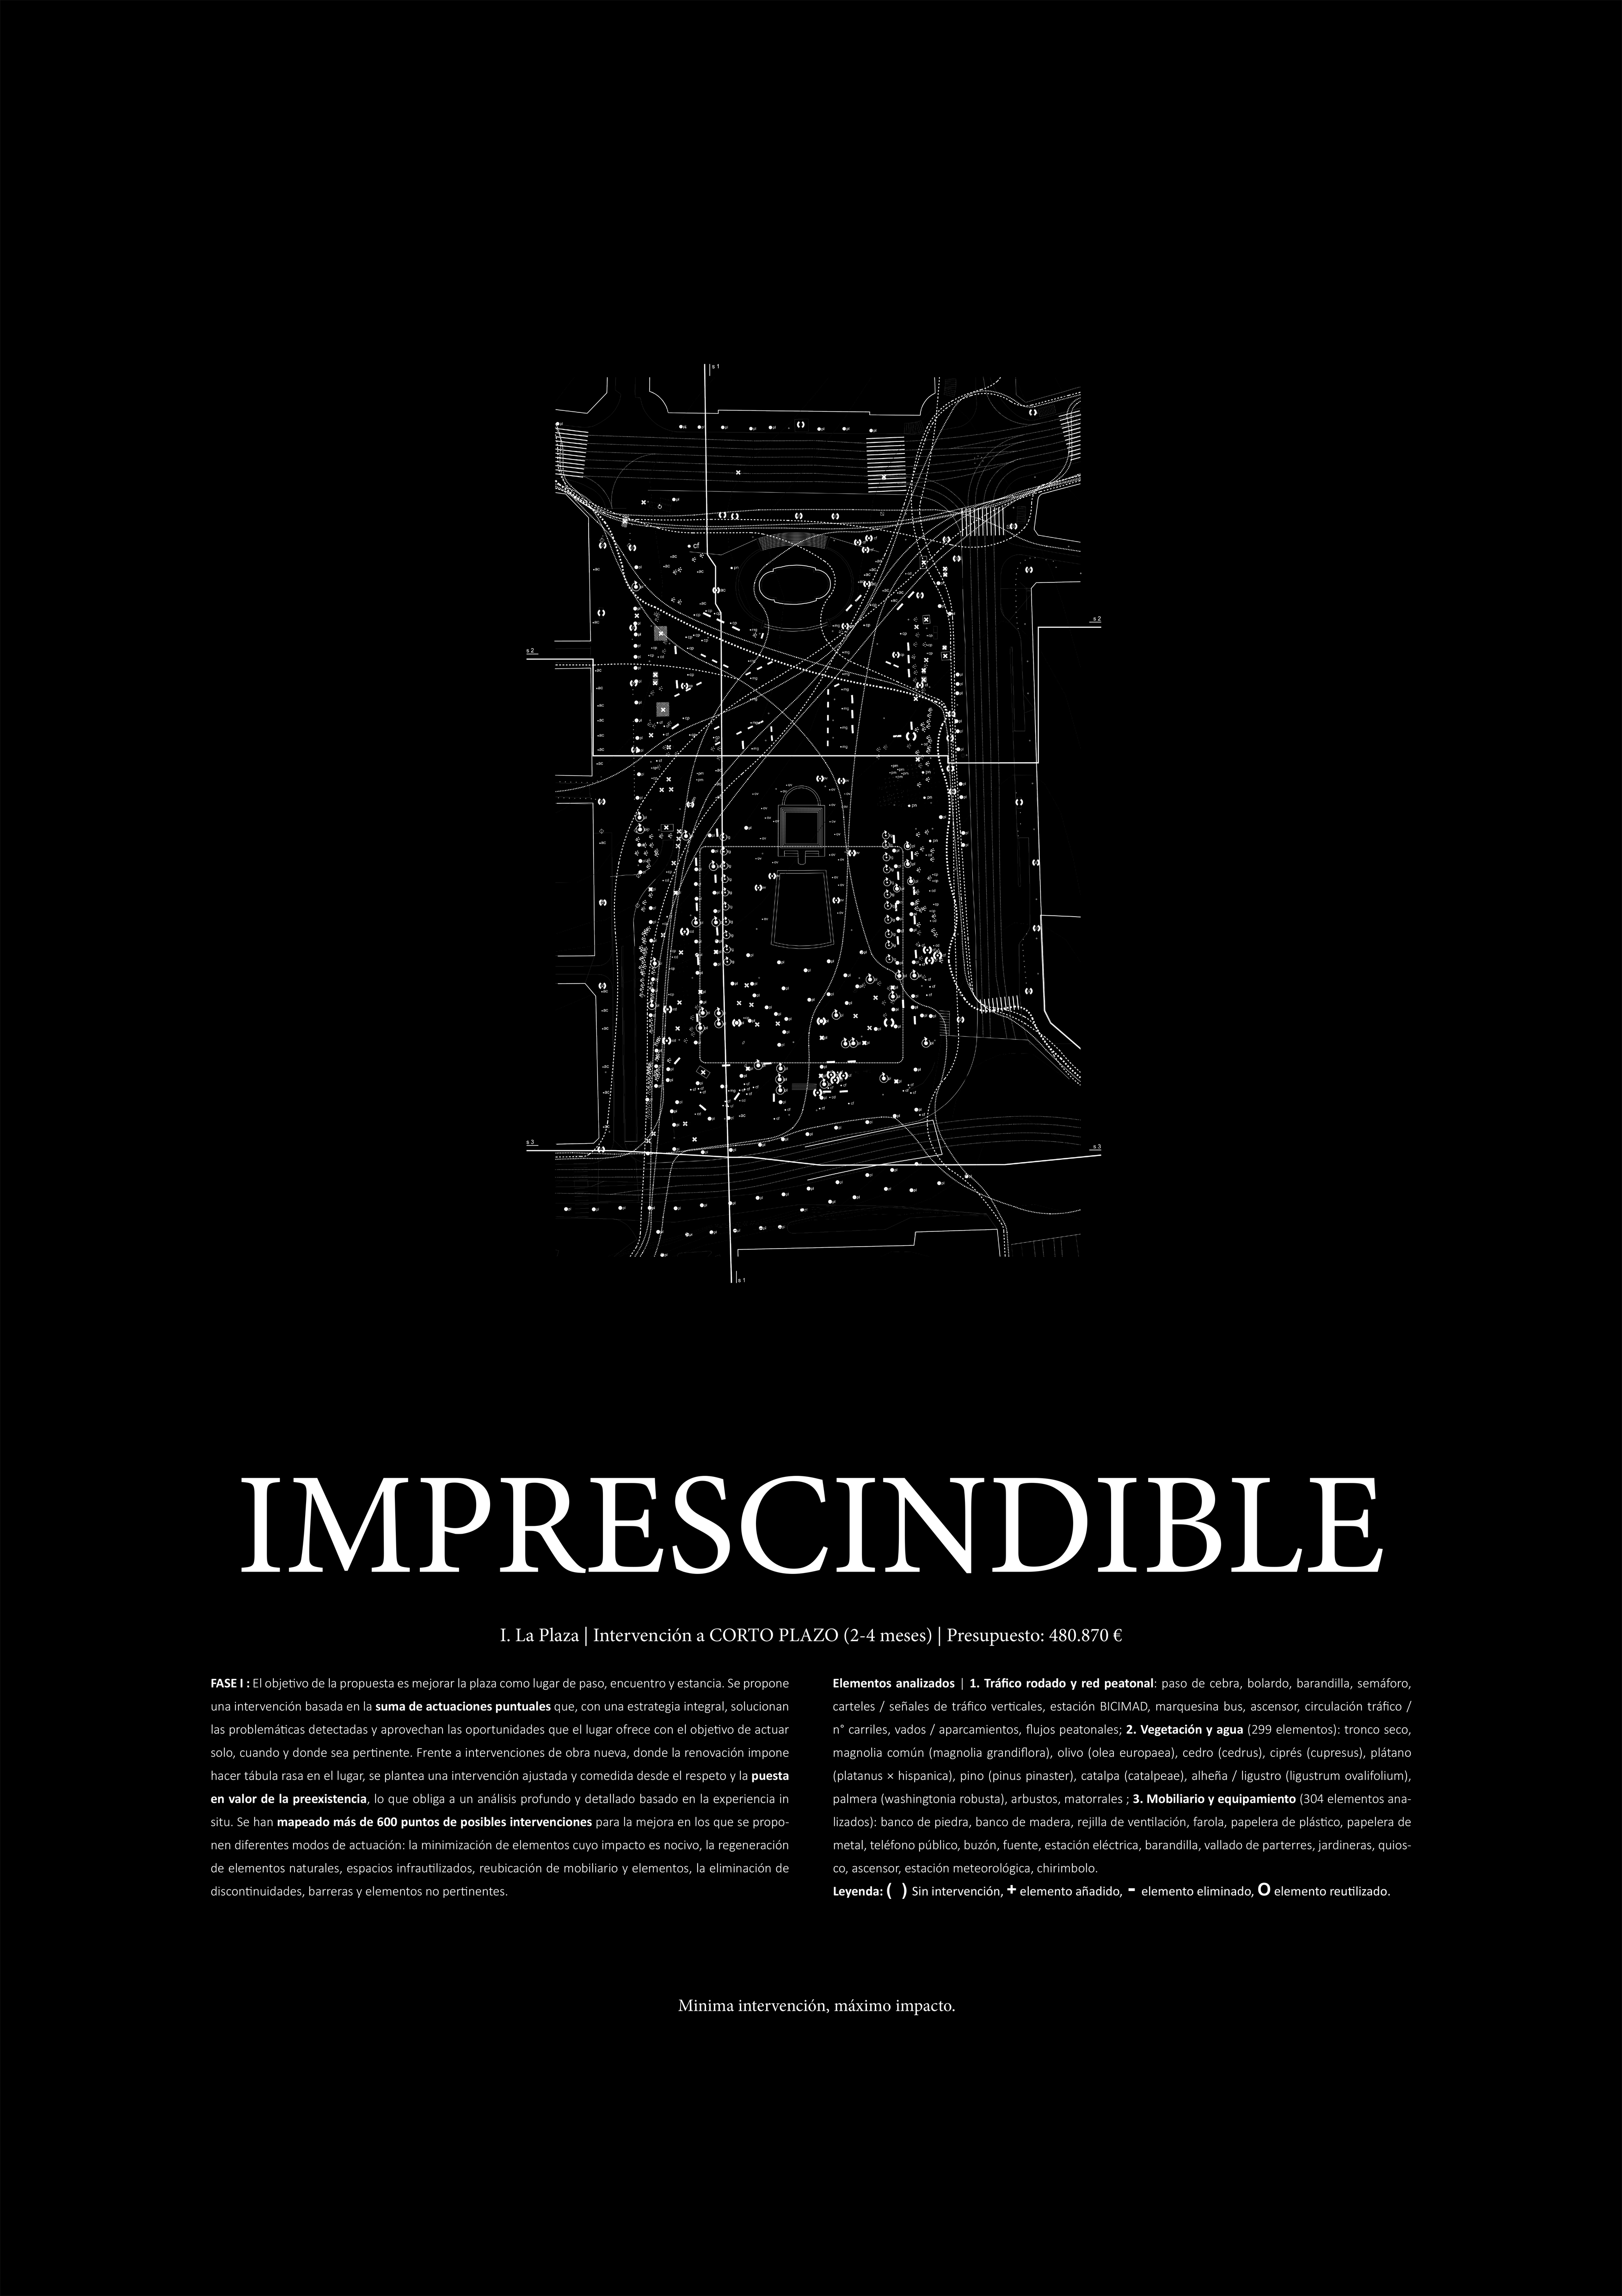 s 1
s 2
s 2
s 3
s 3
s 1
IMPRESCINDIBLE
I. La Plaza | Intervención a CORTO PLAZO (2-4 meses) | Presupuesto: 480.870 €
FASE I : El objetivo de la propuesta es mejorar la plaza como lugar de paso, encuentro y estancia. Se propone
una intervención basada en la suma de actuaciones puntuales que, con una estrategia integral, solucionan
las problemáticas detectadas y aprovechan las oportunidades que el lugar ofrece con el objetivo de actuar
solo, cuando y donde sea pertinente. Frente a intervenciones de obra nueva, donde la renovación impone
hacer tábula rasa en el lugar, se plantea una intervención ajustada y comedida desde el respeto y la puesta
en valor de la preexistencia, lo que obliga a un análisis profundo y detallado basado en la experiencia in
situ. Se han mapeado más de 600 puntos de posibles intervenciones para la mejora en los que se propo-
nen diferentes modos de actuación: la minimización de elementos cuyo impacto es nocivo, la regeneración
de elementos naturales, espacios infrautilizados, reubicación de mobiliario y elementos, la eliminación de
discontinuidades, barreras y elementos no pertinentes.
Elementos analizados | 1. Tráfico rodado y red peatonal: paso de cebra, bolardo, barandilla, semáforo,
carteles / señales de tráfico verticales, estación BICIMAD, marquesina bus, ascensor, circulación tráfico /
n° carriles, vados / aparcamientos, flujos peatonales; 2. Vegetación y agua (299 elementos): tronco seco,
magnolia común (magnolia grandiflora), olivo (olea europaea), cedro (cedrus), ciprés (cupresus), plátano
(platanus × hispanica), pino (pinus pinaster), catalpa (catalpeae), alheña / ligustro (ligustrum ovalifolium),
palmera (washingtonia robusta), arbustos, matorrales ; 3. Mobiliario y equipamiento (304 elementos ana-
lizados): banco de piedra, banco de madera, rejilla de ventilación, farola, papelera de plástico, papelera de
metal, teléfono público, buzón, fuente, estación eléctrica, barandilla, vallado de parterres, jardineras, quios-
co, ascensor, estación meteorológica, chirimbolo.
Leyenda: ( ) Sin intervención, + elemento añadido, - elemento eliminado, O elemento reutilizado.
Minima intervención, máximo impacto.